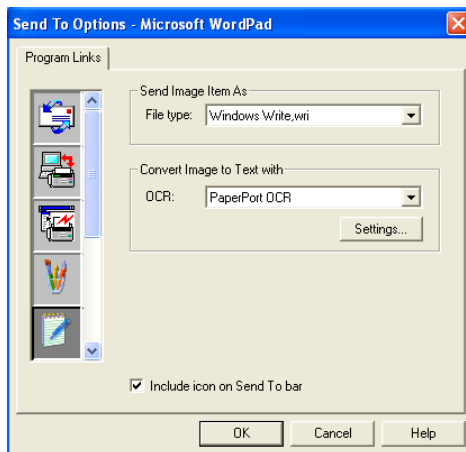 Send To Options - Microsoft WordPad
Program Links
Send Image Item As
File type: Windows Write,wri
Convert Image to Text with
OCR: PaperPort OCR
Settings...
Include icon on Send To bar
OK Cancel Help